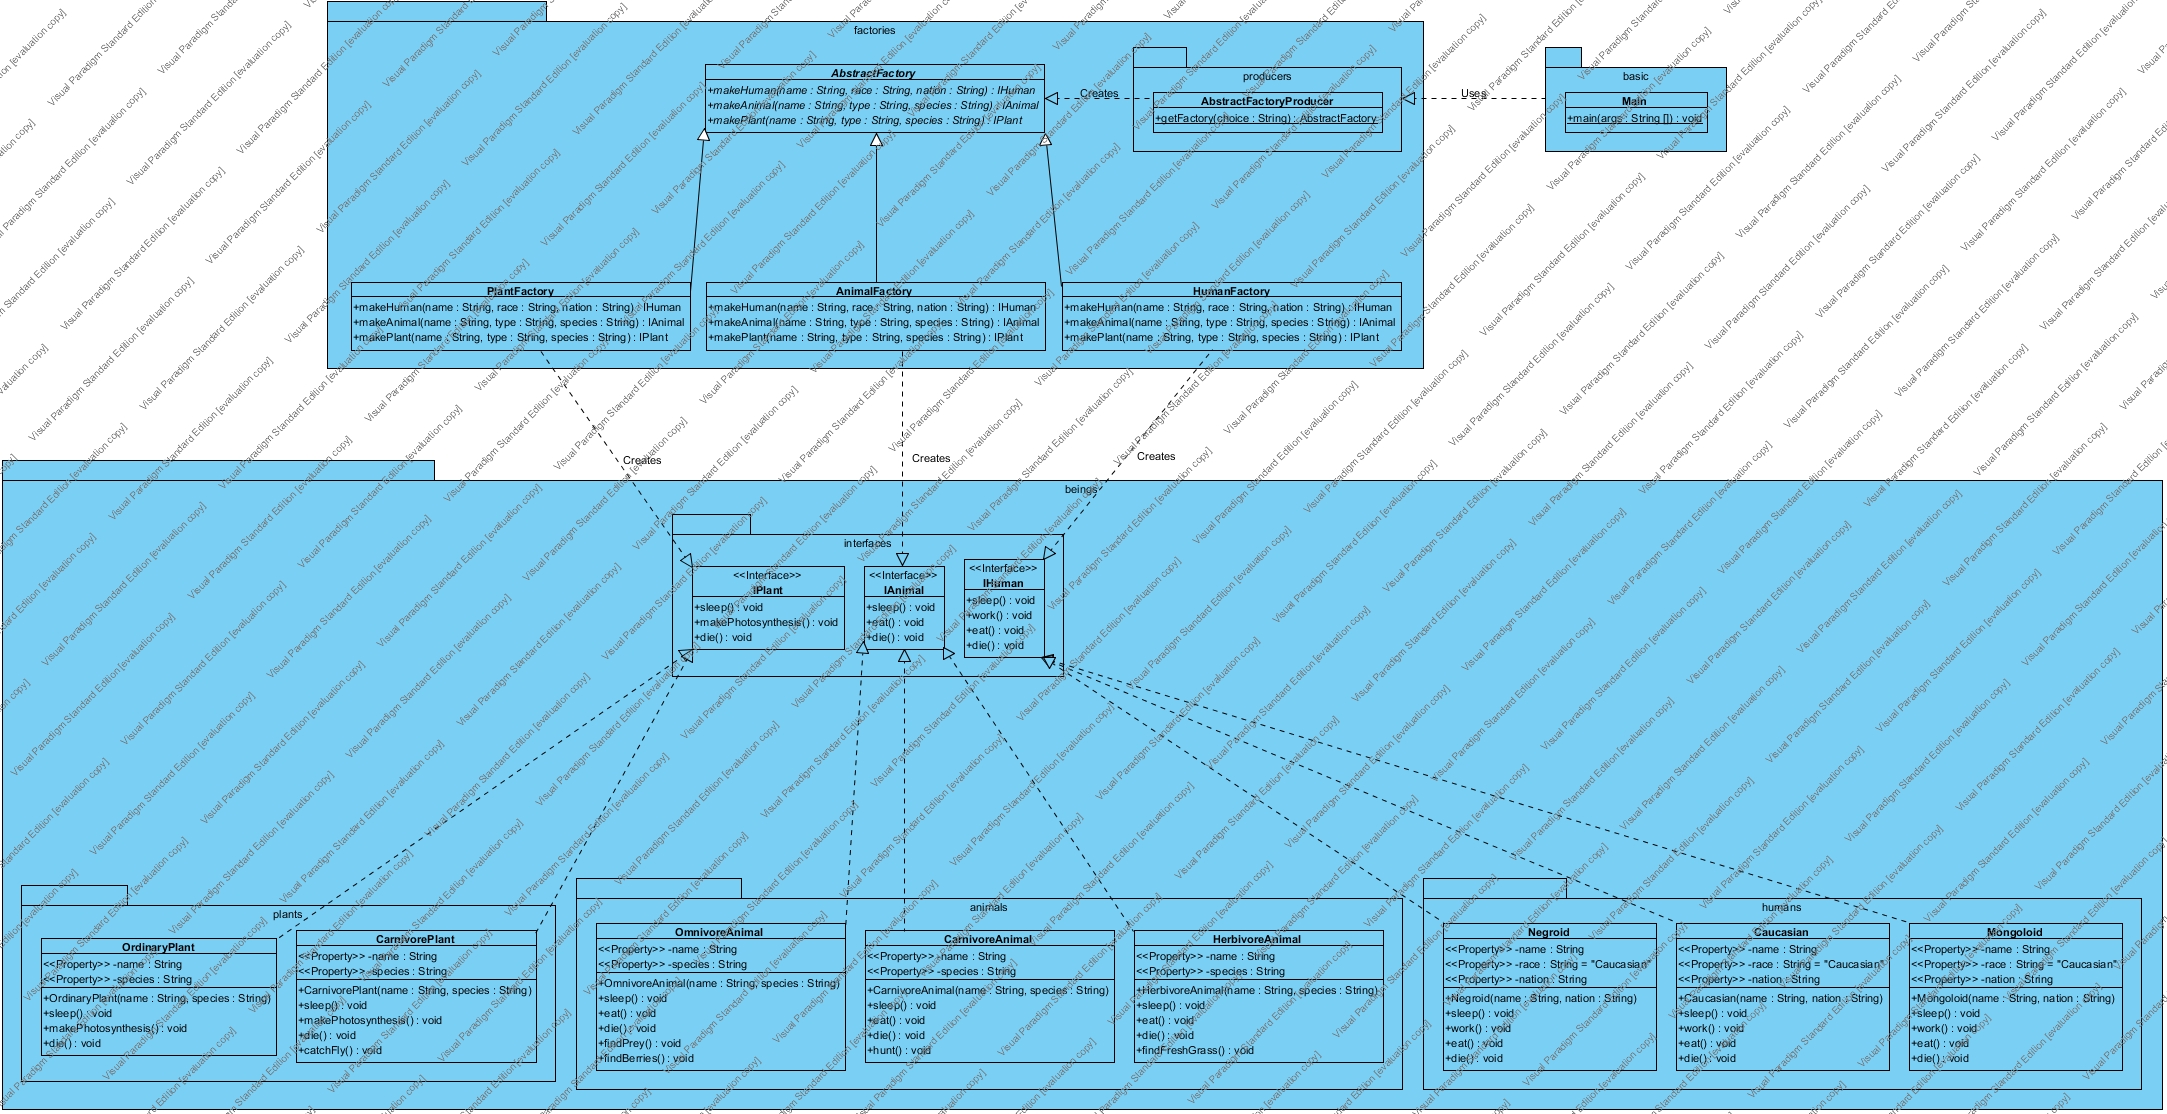 factories
AbstractFactory
+makeHuman(name : String, race : String, nation : String) : IHuman
+makeAnimal(name : String, type : String, species : String) : IAnimal
+makePlant(name : String, type : String, species : String) : IPlant
Creates
producers
AbstractFactoryProducer
+getFactory(choice : String) : AbstractFactory
Uses
basic
Main
+main(args : String []) : void
PlantFactory
+makeHuman(name : String, race : String, nation : String) : IHuman
+makeAnimal(name : String, type : String, species : String) : IAnimal
+makePlant(name : String, type : String, species : String) : IPlant
AnimalFactory
+makeHuman(name : String, race : String, nation : String) : IHuman
+makeAnimal(name : String, type : String, species : String) : IAnimal
+makePlant(name : String, type : String, species : String) : IPlant
HumanFactory
+makeHuman(name : String, race : String, nation : String) : IHuman
+makeAnimal(name : String, type : String, species : String) : IAnimal
+makePlant(name : String, type : String, species : String) : IPlant
Creates
Creates
Creates
beings
interfaces
<<Interface>>
IPlant
+sleep() : void
+makePhotosynthesis() : void
+die() : void
<<Interface>>
IAnimal
+sleep() : void
+eat() : void
+die() : void
<<Interface>>
IHuman
+sleep() : void
+work() : void
+eat() : void
+die() : void
plants
OrdinaryPlant
<<Property>> -name : String
<<Property>> -species : String
+OrdinaryPlant(name : String, species : String)
+sleep() : void
+makePhotosynthesis() : void
+die() : void
CarnivorePlant
<<Property>> -name : String
<<Property>> -species : String
+CarnivorePlant(name : String, species : String)
+sleep() : void
+makePhotosynthesis() : void
+die() : void
+catchFly() : void
animals
OmnivoreAnimal
<<Property>> -name : String
<<Property>> -species : String
+OmnivoreAnimal(name : String, species : String)
+sleep() : void
+eat() : void
+die() : void
+findPrey() : void
+findBerries() : void
CarnivoreAnimal
<<Property>> -name : String
<<Property>> -species : String
+CarnivoreAnimal(name : String, species : String)
+sleep() : void
+eat() : void
+die() : void
+hunt() : void
HerbivoreAnimal
<<Property>> -name : String
<<Property>> -species : String
+HerbivoreAnimal(name : String, species : String)
+sleep() : void
+eat() : void
+die() : void
+findFreshGrass() : void
humans
Negroid
<<Property>> -name : String
<<Property>> -race : String = "Caucasian"
<<Property>> -nation : String
+Negroid(name : String, nation : String)
+sleep() : void
+work() : void
+eat() : void
+die() : void
Caucasian
<<Property>> -name : String
<<Property>> -race : String = "Caucasian"
<<Property>> -nation : String
+Caucasian(name : String, nation : String)
+sleep() : void
+work() : void
+eat() : void
+die() : void
Mongoloid
<<Property>> -name : String
<<Property>> -race : String = "Caucasian"
<<Property>> -nation : String
+Mongoloid(name : String, nation : String)
+sleep() : void
+work() : void
+eat() : void
+die() : void
Visual Paradigm Standard Edition [evaluation copy]